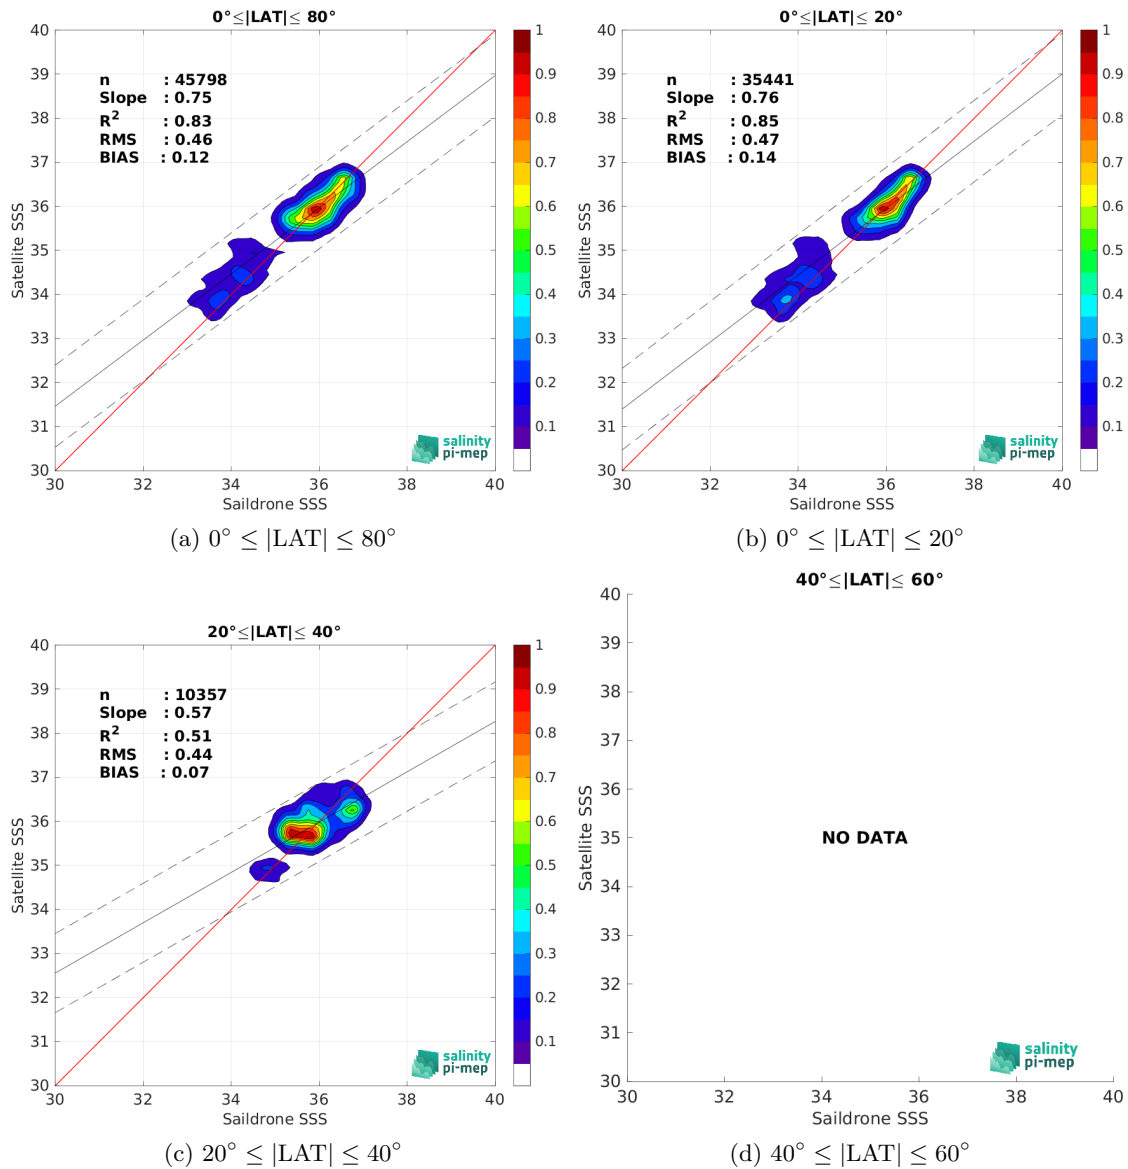 0°≤|LAT|≤ 80°
40
39
38
37
36
35
34
33
32
31
30
Satellite SSS
n : 45798
Slope : 0.75
R² : 0.83
RMS : 0.46
BIAS : 0.12
salinity
pi-mep
30 32 34 36 38 40
Saildrone SSS
1
0.9
0.8
0.7
0.6
0.5
0.4
0.3
0.2
0.1
(a) 0° ≤ |LAT| ≤ 80°
0°≤|LAT|≤ 20°
40
39
38
37
36
35
34
33
32
31
30
Satellite SSS
n : 35441
Slope : 0.76
R² : 0.85
RMS : 0.47
BIAS : 0.14
salinity
pi-mep
30 32 34 36 38 40
Saildrone SSS
1
0.9
0.8
0.7
0.6
0.5
0.4
0.3
0.2
0.1
(b) 0° ≤ |LAT| ≤ 20°
20°≤|LAT|≤ 40°
40
39
38
37
36
35
34
33
32
31
30
Satellite SSS
n : 10357
Slope : 0.57
R² : 0.51
RMS : 0.44
BIAS : 0.07
salinity
pi-mep
30 32 34 36 38 40
Saildrone SSS
1
0.9
0.8
0.7
0.6
0.5
0.4
0.3
0.2
0.1
(c) 20° ≤ |LAT| ≤ 40°
40°≤|LAT|≤ 60°
40
39
38
37
36
35
34
33
32
31
30
Satellite SSS
NO DATA
salinity
pi-mep
30 32 34 36 38 40
Saildrone SSS
(d) 40° ≤ |LAT| ≤ 60°